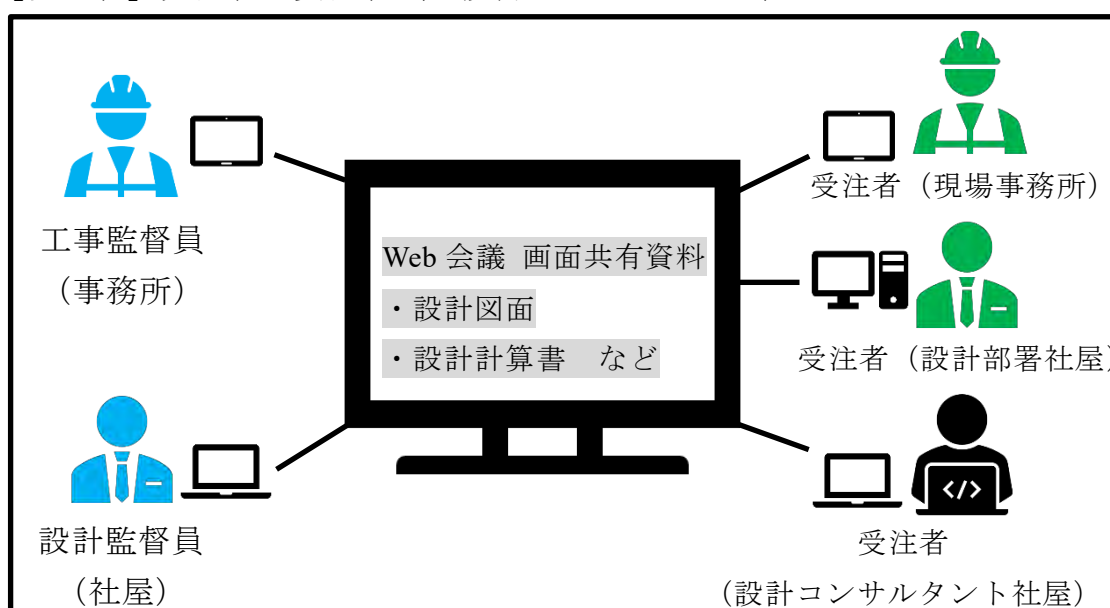 工事監督員
（事務所）
設計監督員
（社屋）
Web 会議 画面共有資料
・設計図面
・設計計算書　など
受注者（現場事務所）
受注者（設計部署社屋）
受注者
（設計コンサルタント社屋）